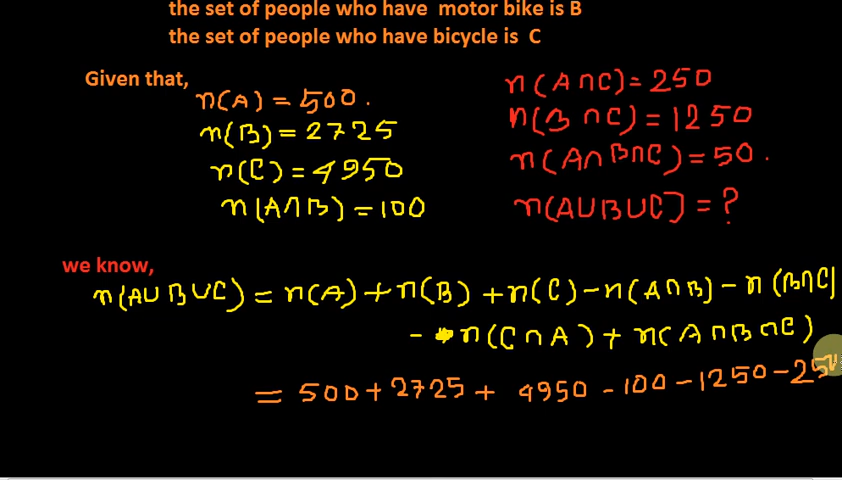 the set of people who have motor bike is B
the set of people who have bicycle is C
Given that,
n(A) = 500.
n(B) = 2725
n(C) = 4950
n(A∩B) = 100
n(A∩C) = 250
n(B∩C) = 1250
n(A∩B∩C) = 50.
n(A∪B∪C) = ?
we know,
n(A∪B∪C) = n(A) + n(B) + n(C) - n(A∩B) - n(B∩C)
- n(C∩A) + n(A∩B∩C)
= 500 + 2725 + 4950 - 100 - 1250 - 25